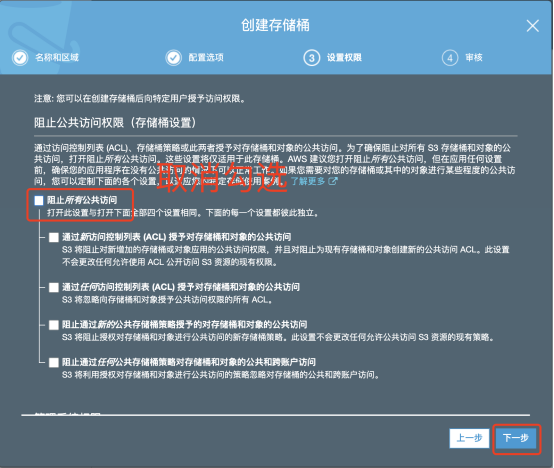 创建存储桶
名称和区域
配置选项
3 设置权限
4 审核
注意: 您可以在创建存储桶后向特定用户授予访问权限。
阻止公共访问权限（存储桶设置）
通过访问控制列表 (ACL)、存储桶策略或此两者授予对存储桶和对象的公共访问。为了确保阻止对所有 S3 存储桶和对象的公
共访问，打开阻止所有公共访问。这些设置将仅适用于此存储桶。AWS 建议您打开阻止所有公共访问，但在应用任何设置
前，确保您的应用程序在没有公共访问的情况下可以正常工作。如果您需要对您的存储桶或其中的对象进行某些程度的公共访
问，您可以定制下面的各个设置，以适应您的特定存储使用案例。了解更多
取消勾选
阻止所有公共访问
打开此设置与打开下面全部四个设置相同。下面的每一个设置都彼此独立。
通过新访问控制列表 (ACL) 授予对存储桶和对象的公共访问
S3 将阻止对新增加的存储桶或对象应用的公共访问权限，并且对阻止为现有存储桶和对象创建新的公共访问 ACL。此设置
不会更改任何允许使用 ACL 公开访问 S3 资源的现有权限。
通过任何访问控制列表 (ACL) 授予对存储桶和对象的公共访问
S3 将忽略向存储桶和对象授予公共访问权限的所有 ACL。
阻止通过新的公共存储桶策略授予的对存储桶和对象的公共访问
S3 将阻止授权对存储桶和对象进行公共访问的新存储桶策略。此设置不会更改任何允许公共访问 S3 资源的现有策略。
阻止通过任何公共存储桶策略对存储桶和对象的公共和跨账户访问
S3 将利用授权对存储桶和对象进行公共访问的策略忽略对存储桶的公共和跨账户访问。
上一步
下一步